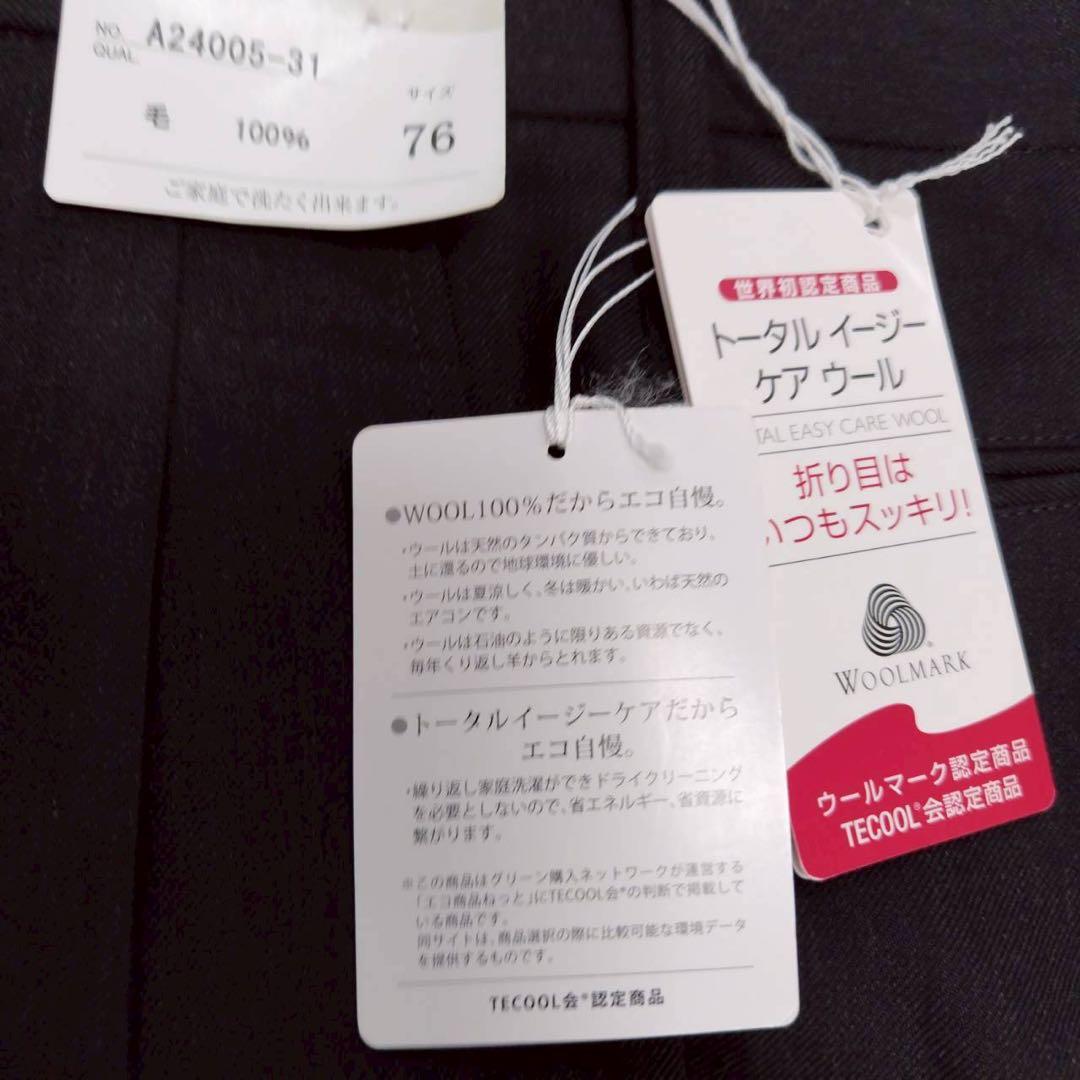 NO. A24005-31
QUAL.
サイズ
毛 100% 76
ご家庭で洗たく出来ます。
世界初認定商品
トータル イージー
ケア ウール
TAL EASY CARE WOOL
折り目は
いつもスッキリ!
WOOLMARK
ウールマーク認定商品
TECOOL®会認定商品
●WOOL100%だからエコ自慢。
・ウールは天然のタンパク質からできており、
土に還るので地球環境に優しい。
・ウールは夏涼しく、冬は暖かい、いわば天然の
エアコンです。
・ウールは石油のように限りある資源でなく、
毎年くり返し羊からとれます。
●トータルイージーケアだから
エコ自慢。
・繰り返し家庭洗濯ができドライクリーニング
を必要としないので、省エネルギー、省資源に
繋がります。
※この商品はグリーン購入ネットワークが運営する
「エコ商品ねっと」にTECOOL会®の判断で掲載して
いる商品です。
同サイトは、商品選択の際に比較可能な環境データ
を提供するものです。
TECOOL会®認定商品